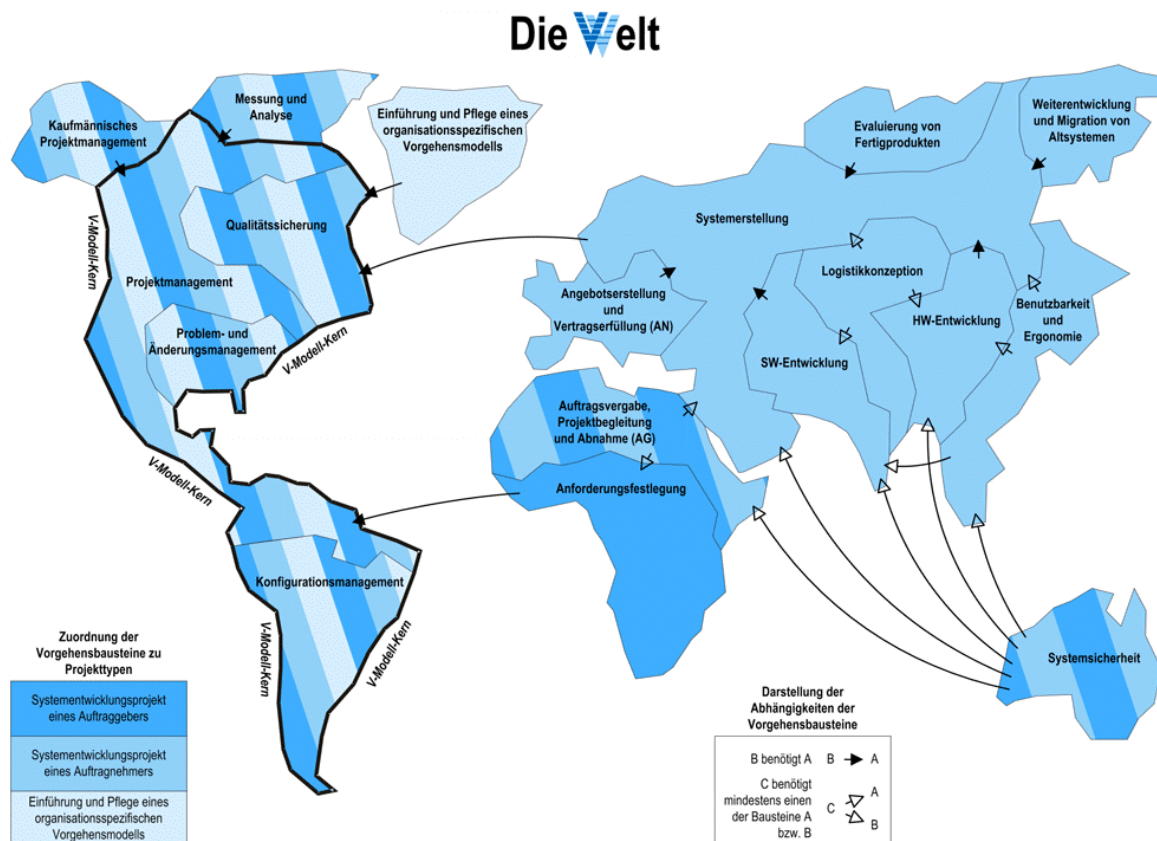 Die Welt
Messung und
Analyse
Kaufmännisches
Projektmanagement
Einführung und Pflege eines
organisationsspezifischen
Vorgehensmodells
Evaluierung von
Fertigprodukten
Weiterentwicklung
und Migration von
Altsystemen
Qualitätssicherung
Systemerstellung
V-Modell-Kern
Projektmanagement
Logistikkonzeption
Angebotserstellung
und
Vertragserfüllung (AN)
HW-Entwicklung
Benutzbarkeit
und
Ergonomie
Problem- und
Änderungsmanagement
V-Modell-Kern
SW-Entwicklung
Auftragsvergabe,
Projektbegleitung
und Abnahme (AG)
V-Modell-Kern
Anforderungsfestlegung
Konfigurationsmanagement
V-Modell-Kern
V-Modell-Kern
Systemsicherheit
Zuordnung der
Vorgehensbausteine zu
Projekttypen
Systementwicklungsprojekt
eines Auftraggebers
Systementwicklungsprojekt
eines Auftragnehmers
Einführung und Pflege eines
organisationsspezifischen
Vorgehensmodells
Darstellung der
Abhängigkeiten der
Vorgehensbausteine
B benötigt A B A
C benötigt
mindestens einen
der Bausteine A
bzw. B
C
A
B